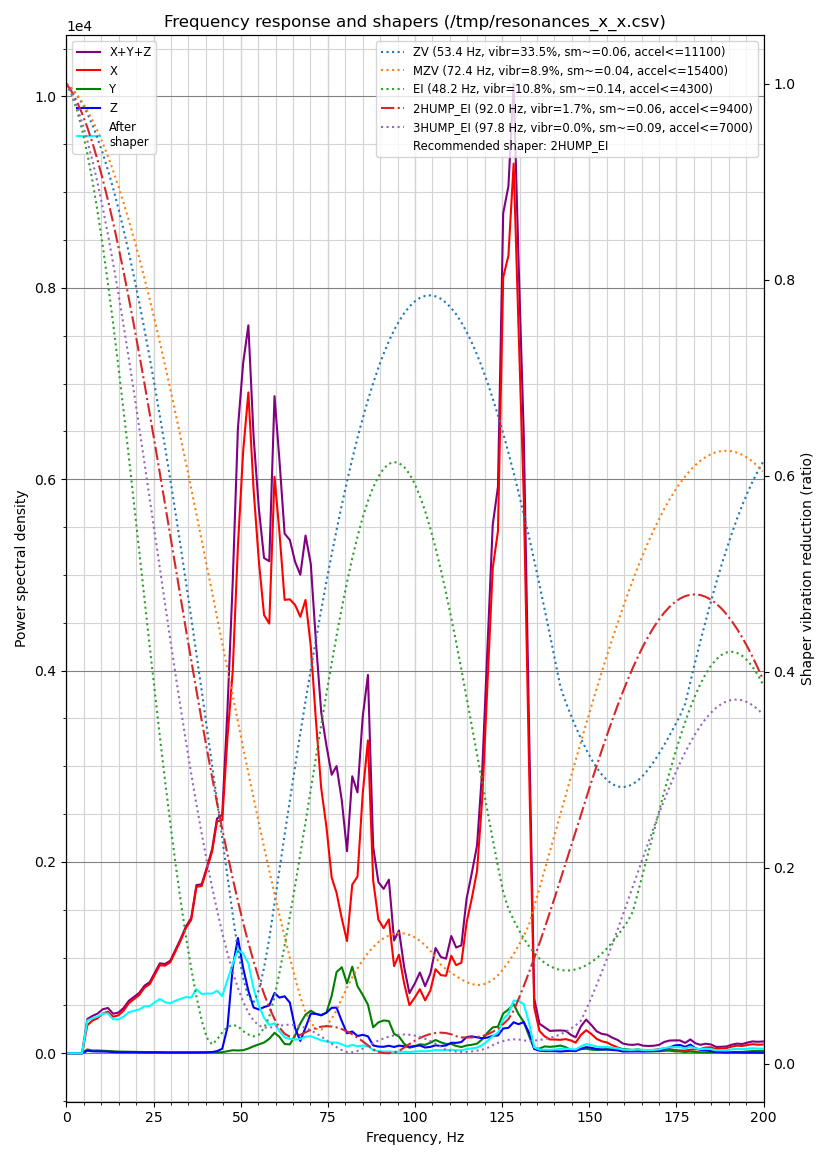 Frequency response and shapers (/tmp/resonances_x_x.csv)
1e4
X+Y+Z
X
Y
Z
After
shaper
ZV (53.4 Hz, vibr=33.5%, sm~=0.06, accel<=11100)
MZV (72.4 Hz, vibr=8.9%, sm~=0.04, accel<=15400)
EI (48.2 Hz, vibr=10.8%, sm~=0.14, accel<=4300)
2HUMP_EI (92.0 Hz, vibr=1.7%, sm~=0.06, accel<=9400)
3HUMP_EI (97.8 Hz, vibr=0.0%, sm~=0.09, accel<=7000)
Recommended shaper: 2HUMP_EI
Power spectral density
1.0
0.8
0.6
0.4
0.2
0.0
Shaper vibration reduction (ratio)
1.0
0.8
0.6
0.4
0.2
0.0
0 25 50 75 100 125 150 175 200
Frequency, Hz